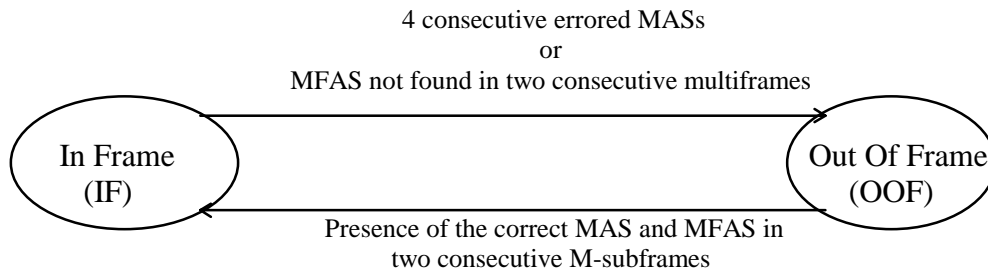 4 consecutive errored MASs
or
MFAS not found in two consecutive multiframes
In Frame
(IF)
Out Of Frame
(OOF)
Presence of the correct MAS and MFAS in
two consecutive M-subframes